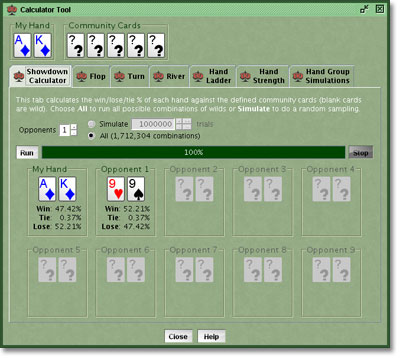 Calculator Tool
My Hand Community Cards
A K ? ? ? ? ? ? ? ? ? ?
Showdown Calculator Flop Turn River Hand Ladder Hand Strength Hand Group Simulations
This tab calculates the win/lose/tie % of each hand against the defined community cards (blank cards
are wild). Choose All to run all possible combinations of wilds or Simulate to do a random sampling.
Opponents 1 Simulate 1000000 trials
All (1,712,304 combinations)
Run 100% Stop
My Hand Opponent 1 Opponent 2 Opponent 3 Opponent 4
A K 9 9 ? ? ? ? ? ? ? ? ? ? ? ?
Win: 47.42% Win: 52.21%
Tie: 0.37% Tie: 0.37%
Lose: 52.21% Lose: 47.42%
Opponent 5 Opponent 6 Opponent 7 Opponent 8 Opponent 9
? ? ? ? ? ? ? ? ? ? ? ? ? ? ? ? ? ? ? ?
Close Help